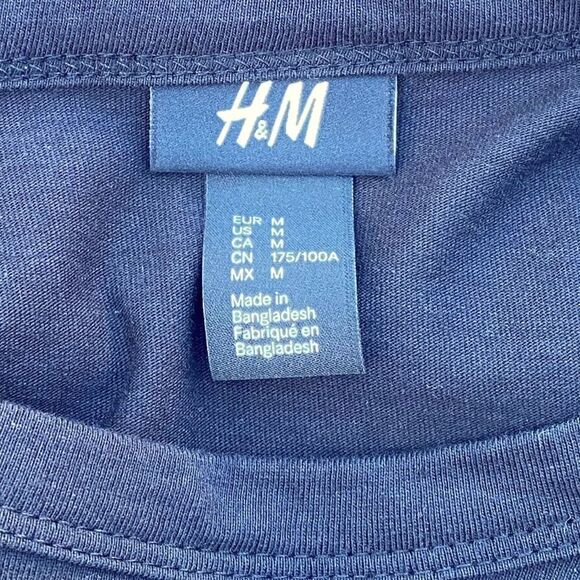 H&M
EUR M
US M
CA M
CN 175/100A
MX M
Made in
Bangladesh
Fabriqué en
Bangladesh